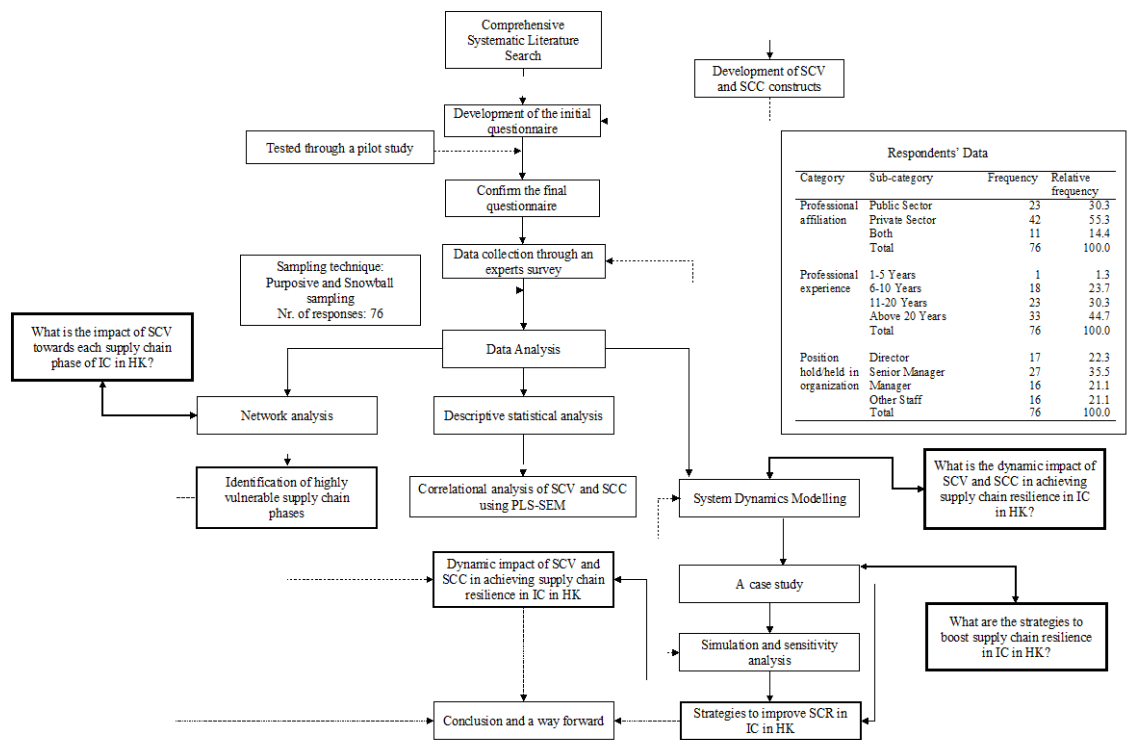 Comprehensive
Systematic Literature
Search
Development of SCV
and SCC constructs
Development of the initial
questionnaire
Tested through a pilot study
Confirm the final
questionnaire
Data collection through an
experts survey
Sampling technique:
Purposive and Snowball
sampling
Nr. of responses: 76
Respondents' Data
Category Sub-category Frequency Relative
frequency
Professional Public Sector 23 30.3
affiliation Private Sector 42 55.3
Both 11 14.4
Total 76 100.0
Professional 1-5 Years 1 1.3
experience 6-10 Years 18 23.7
11-20 Years 23 30.3
Above 20 Years 33 44.7
Total 76 100.0
Position Director 17 22.3
hold/held in Senior Manager 27 35.5
organization Manager 16 21.1
Other Staff 16 21.1
Total 76 100.0
What is the impact of SCV
towards each supply chain
phase of IC in HK?
Data Analysis
Network analysis
Descriptive statistical analysis
Identification of highly
vulnerable supply chain
phases
Correlational analysis of SCV and SCC
using PLS-SEM
System Dynamics Modelling
What is the dynamic impact of
SCV and SCC in achieving
supply chain resilience in IC
in HK?
Dynamic impact of SCV and
SCC in achieving supply chain
resilience in IC in HK
A case study
What are the strategies to
boost supply chain resilience
in IC in HK?
Simulation and sensitivity
analysis
Conclusion and a way forward
Strategies to improve SCR in
IC in HK